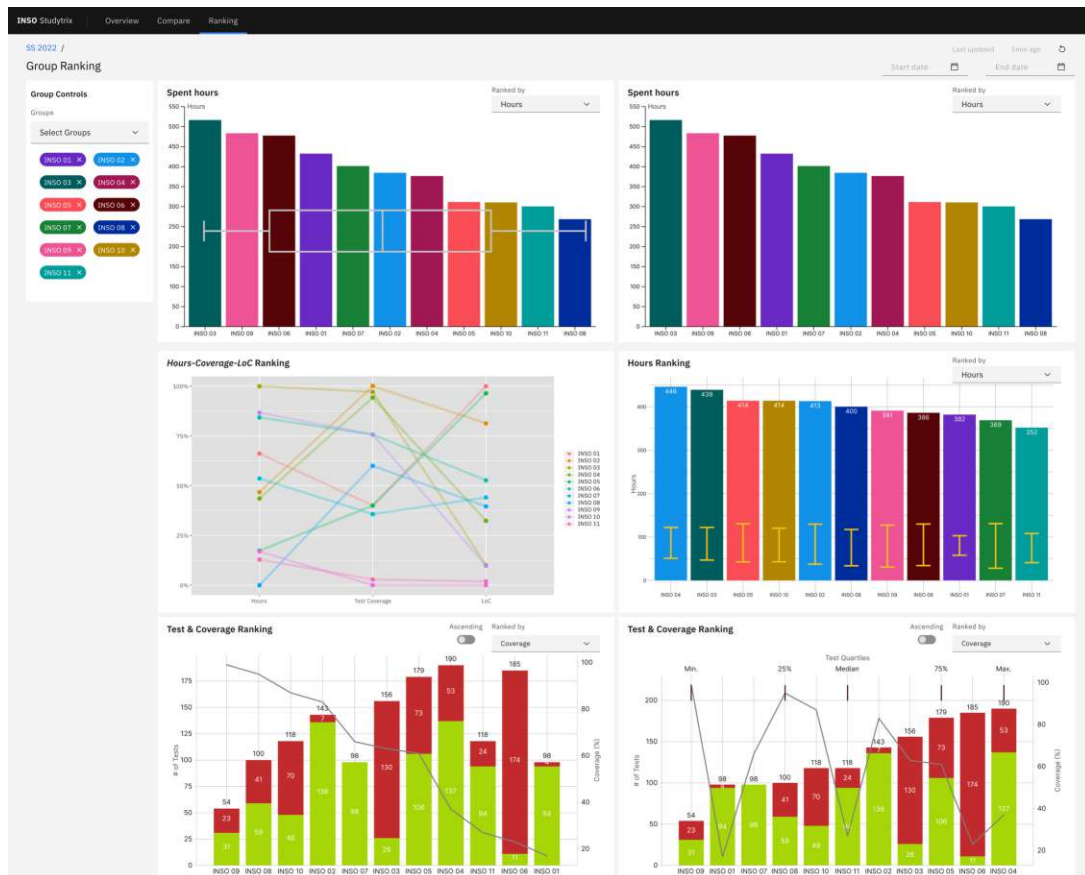 INSO Studytrix Overview Compare Ranking
SS 2022 /
Last updated 5min ago
Group Ranking
Start date End date
Group Controls
Groups
Select Groups
INSO 01 × INSO 02 ×
INSO 03 × INSO 04 ×
INSO 05 × INSO 06 ×
INSO 07 × INSO 08 ×
INSO 09 × INSO 10 ×
INSO 11 ×
Spent hours
Ranked by
Hours
550 Hours
500
450
400
350
300
250
200
150
100
50
0
INSO 03 INSO 09 INSO 06 INSO 01 INSO 07 INSO 02 INSO 04 INSO 05 INSO 10 INSO 11 INSO 08
Spent hours
Ranked by
Hours
550 Hours
500
450
400
350
300
250
200
150
100
50
0
INSO 03 INSO 09 INSO 06 INSO 01 INSO 07 INSO 02 INSO 04 INSO 05 INSO 10 INSO 11 INSO 08
Hours-Coverage-LoC Ranking
100%
75%
50%
25%
0%
Hours Test Coverage LoC
INSO 01
INSO 02
INSO 03
INSO 04
INSO 05
INSO 06
INSO 07
INSO 08
INSO 09
INSO 10
INSO 11
Hours Ranking
Ranked by
Hours
446 439 414 414 413 400 391 386 382 369 352
Hours
400
300
200
100
0
INSO 04 INSO 03 INSO 05 INSO 10 INSO 02 INSO 08 INSO 09 INSO 06 INSO 01 INSO 07 INSO 11
Test & Coverage Ranking
Ascending Ranked by
Coverage
# of Tests
175
150
125
100
75
50
25
0
54 100 118 143 98 156 179 190 118 185 98
23 41 70 7 130 73 53 24 174 4
31 59 48 136 98 26 106 137 94 11 94
Coverage (%)
100
80
60
40
20
INSO 09 INSO 08 INSO 10 INSO 02 INSO 07 INSO 03 INSO 05 INSO 04 INSO 11 INSO 06 INSO 01
Test & Coverage Ranking
Ascending Ranked by
Coverage
Test Quartiles
Min. 25% Median 75% Max.
# of Tests
200
150
100
50
0
54 98 98 100 118 118 143 156 179 185 190
23 41 70 24 7 130 73 174 53
31 94 98 59 48 136 26 106 11 137
Coverage (%)
100
80
60
40
20
INSO 09 INSO 01 INSO 07 INSO 08 INSO 10 INSO 11 INSO 02 INSO 03 INSO 05 INSO 06 INSO 04